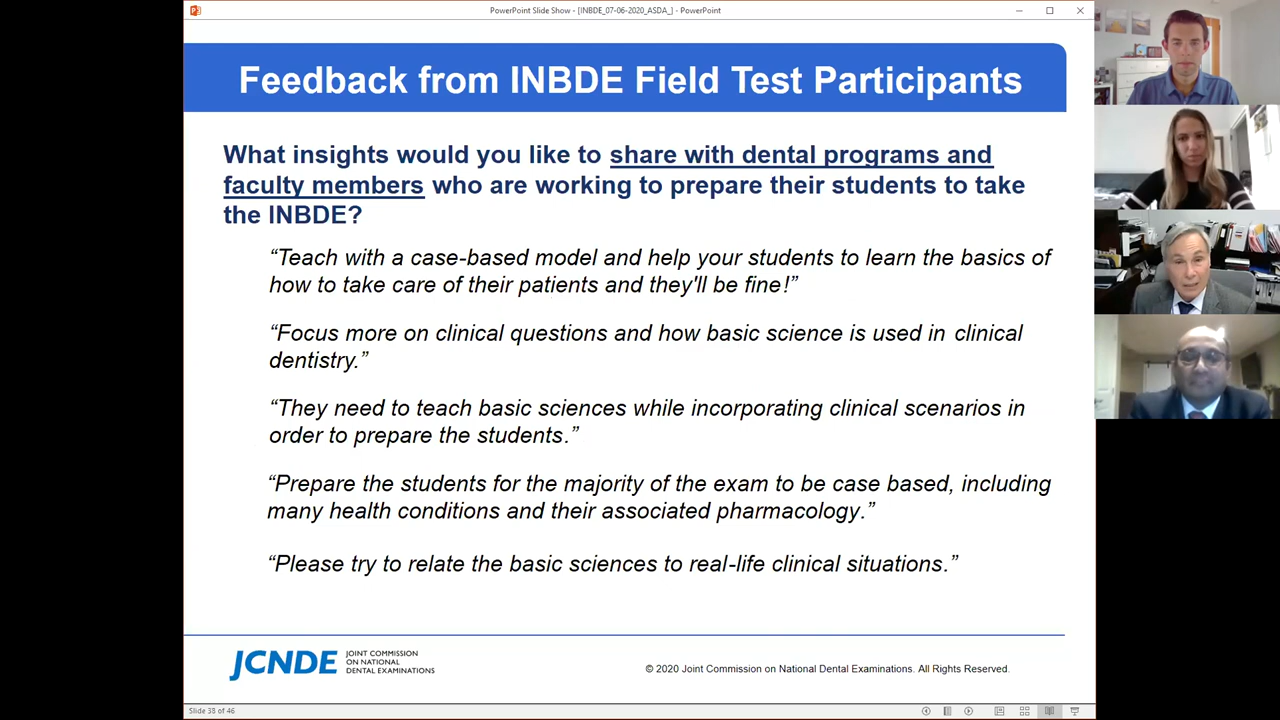 PowerPoint Slide Show - [INBDE_07-06-2020_ASDA_] - PowerPoint
Feedback from INBDE Field Test Participants
What insights would you like to share with dental programs and
faculty members who are working to prepare their students to take
the INBDE?
“Teach with a case-based model and help your students to learn the basics of
how to take care of their patients and they'll be fine!”
“Focus more on clinical questions and how basic science is used in clinical
dentistry.”
“They need to teach basic sciences while incorporating clinical scenarios in
order to prepare the students.”
“Prepare the students for the majority of the exam to be case based, including
many health conditions and their associated pharmacology.”
“Please try to relate the basic sciences to real-life clinical situations.”
JCNDE
JOINT COMMISSION
ON NATIONAL
DENTAL EXAMINATIONS
© 2020 Joint Commission on National Dental Examinations. All Rights Reserved.
Slide 38 of 46